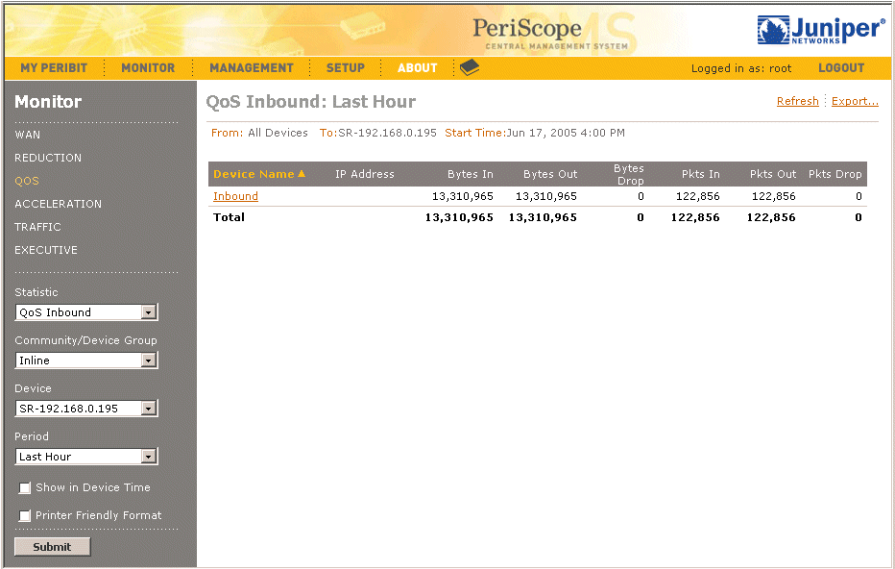 PeriScope
CENTRAL MANAGEMENT SYSTEM
CMS
Juniper®
NETWORKS
MY PERIBIT MONITOR MANAGEMENT SETUP ABOUT Logged in as: root LOGOUT
Monitor
WAN
REDUCTION
QOS
ACCELERATION
TRAFFIC
EXECUTIVE
Statistic
QoS Inbound
Community/Device Group
Inline
Device
SR-192.168.0.195
Period
Last Hour
Show in Device Time
Printer Friendly Format
Submit
QoS Inbound: Last Hour
Refresh Export...
From: All Devices To:SR-192.168.0.195 Start Time:Jun 17, 2005 4:00 PM
Device Name IP Address Bytes In Bytes Out Bytes Drop Pkts In Pkts Out Pkts Drop
Inbound 13,310,965 13,310,965 0 122,856 122,856 0
Total 13,310,965 13,310,965 0 122,856 122,856 0